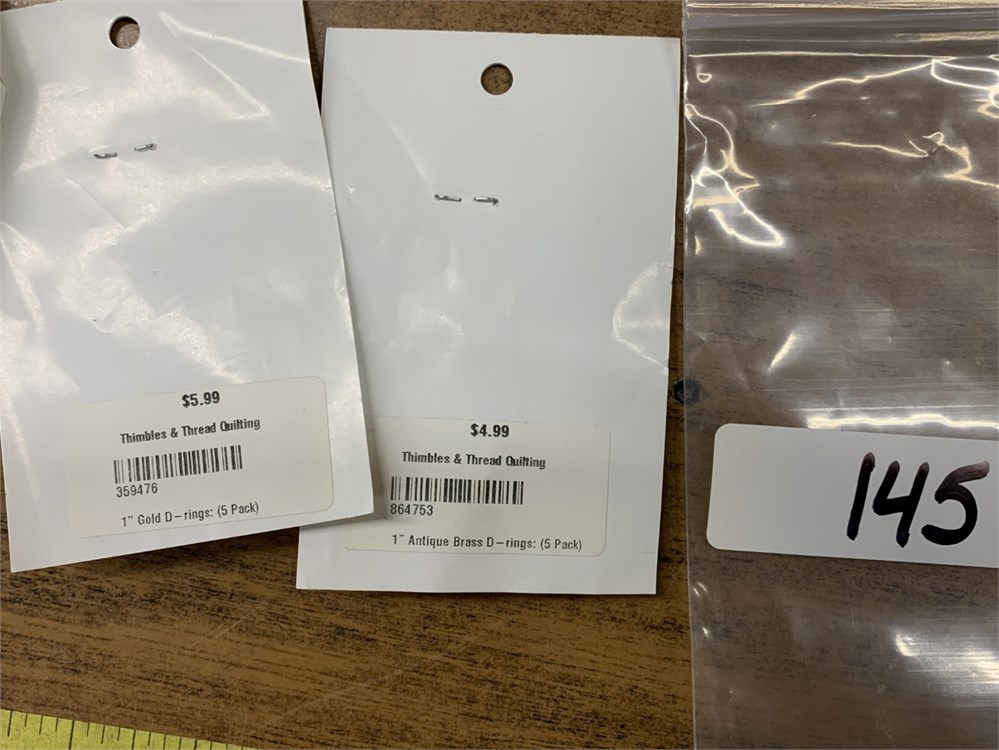 $5.99
Thimbles & Thread Quilting
359476
1" Gold D-rings: (5 Pack)
$4.99
Thimbles & Thread Quilting
864753
1" Antique Brass D-rings: (5 Pack)
145